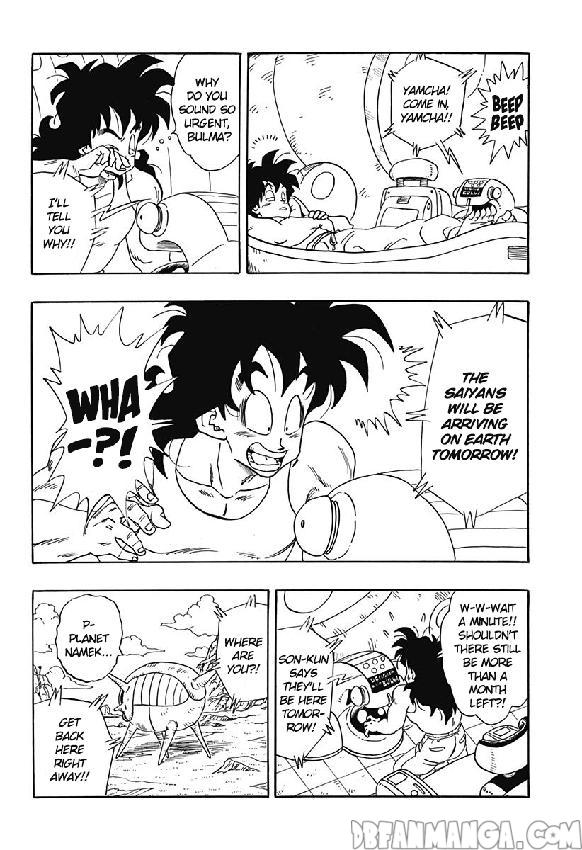 BEEP
BEEP
YAMCHA!
COME IN,
YAMCHA!!
WHY
DO YOU
SOUND SO
URGENT,
BULMA?
I'LL
TELL
YOU
WHY!!
THE
SAIYANS
WILL BE
ARRIVING
ON EARTH
TOMORROW!
WHA
-?!
W-W-WAIT
A MINUTE!!
SHOULDN'T
THERE STILL
BE MORE
THAN A
MONTH
LEFT?!
SON-KUN
SAYS
THEY'LL
BE HERE
TOMOR-
ROW!
WHERE
ARE
YOU?!
P-
PLANET
NAMEK...
GET
BACK
HERE
RIGHT
AWAY!!
DBFANMANGA.COM